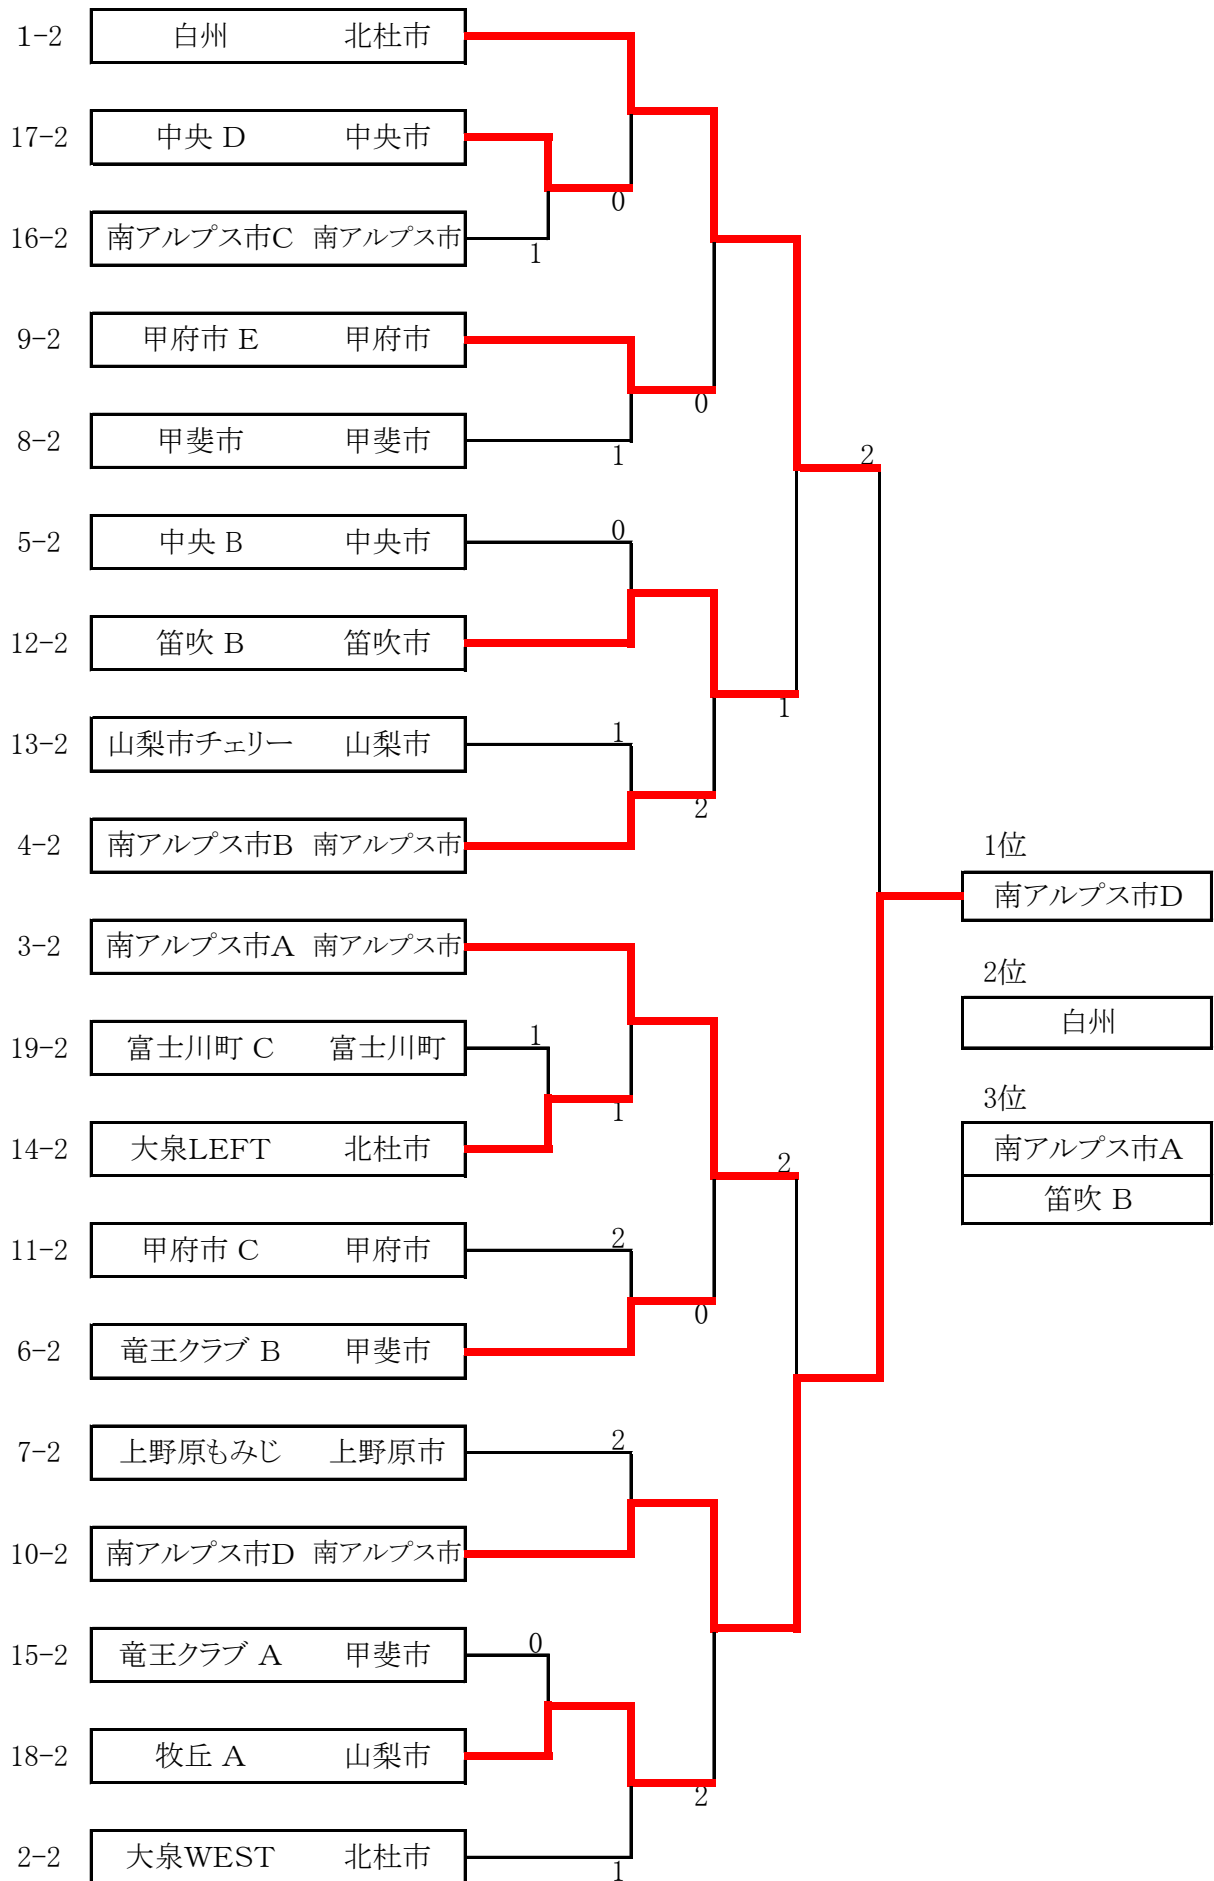 1-2 白州 北杜市
17-2 中央 D 中央市
0
16-2 南アルプス市C 南アルプス市
1
9-2 甲府市 E 甲府市
0
8-2 甲斐市 甲斐市
1
2
5-2 中央 B 中央市
0
12-2 笛吹 B 笛吹市
1
13-2 山梨市チェリー 山梨市
1
2
4-2 南アルプス市B 南アルプス市
1位
南アルプス市D
3-2 南アルプス市A 南アルプス市
2位
白州
19-2 富士川町 C 富士川町
1
1
3位
14-2 大泉LEFT 北杜市
南アルプス市A
2
笛吹 B
11-2 甲府市 C 甲府市
2
0
6-2 竜王クラブ B 甲斐市
7-2 上野原もみじ 上野原市
2
10-2 南アルプス市D 南アルプス市
15-2 竜王クラブ A 甲斐市
0
18-2 牧丘 A 山梨市
2
2-2 大泉WEST 北杜市
1